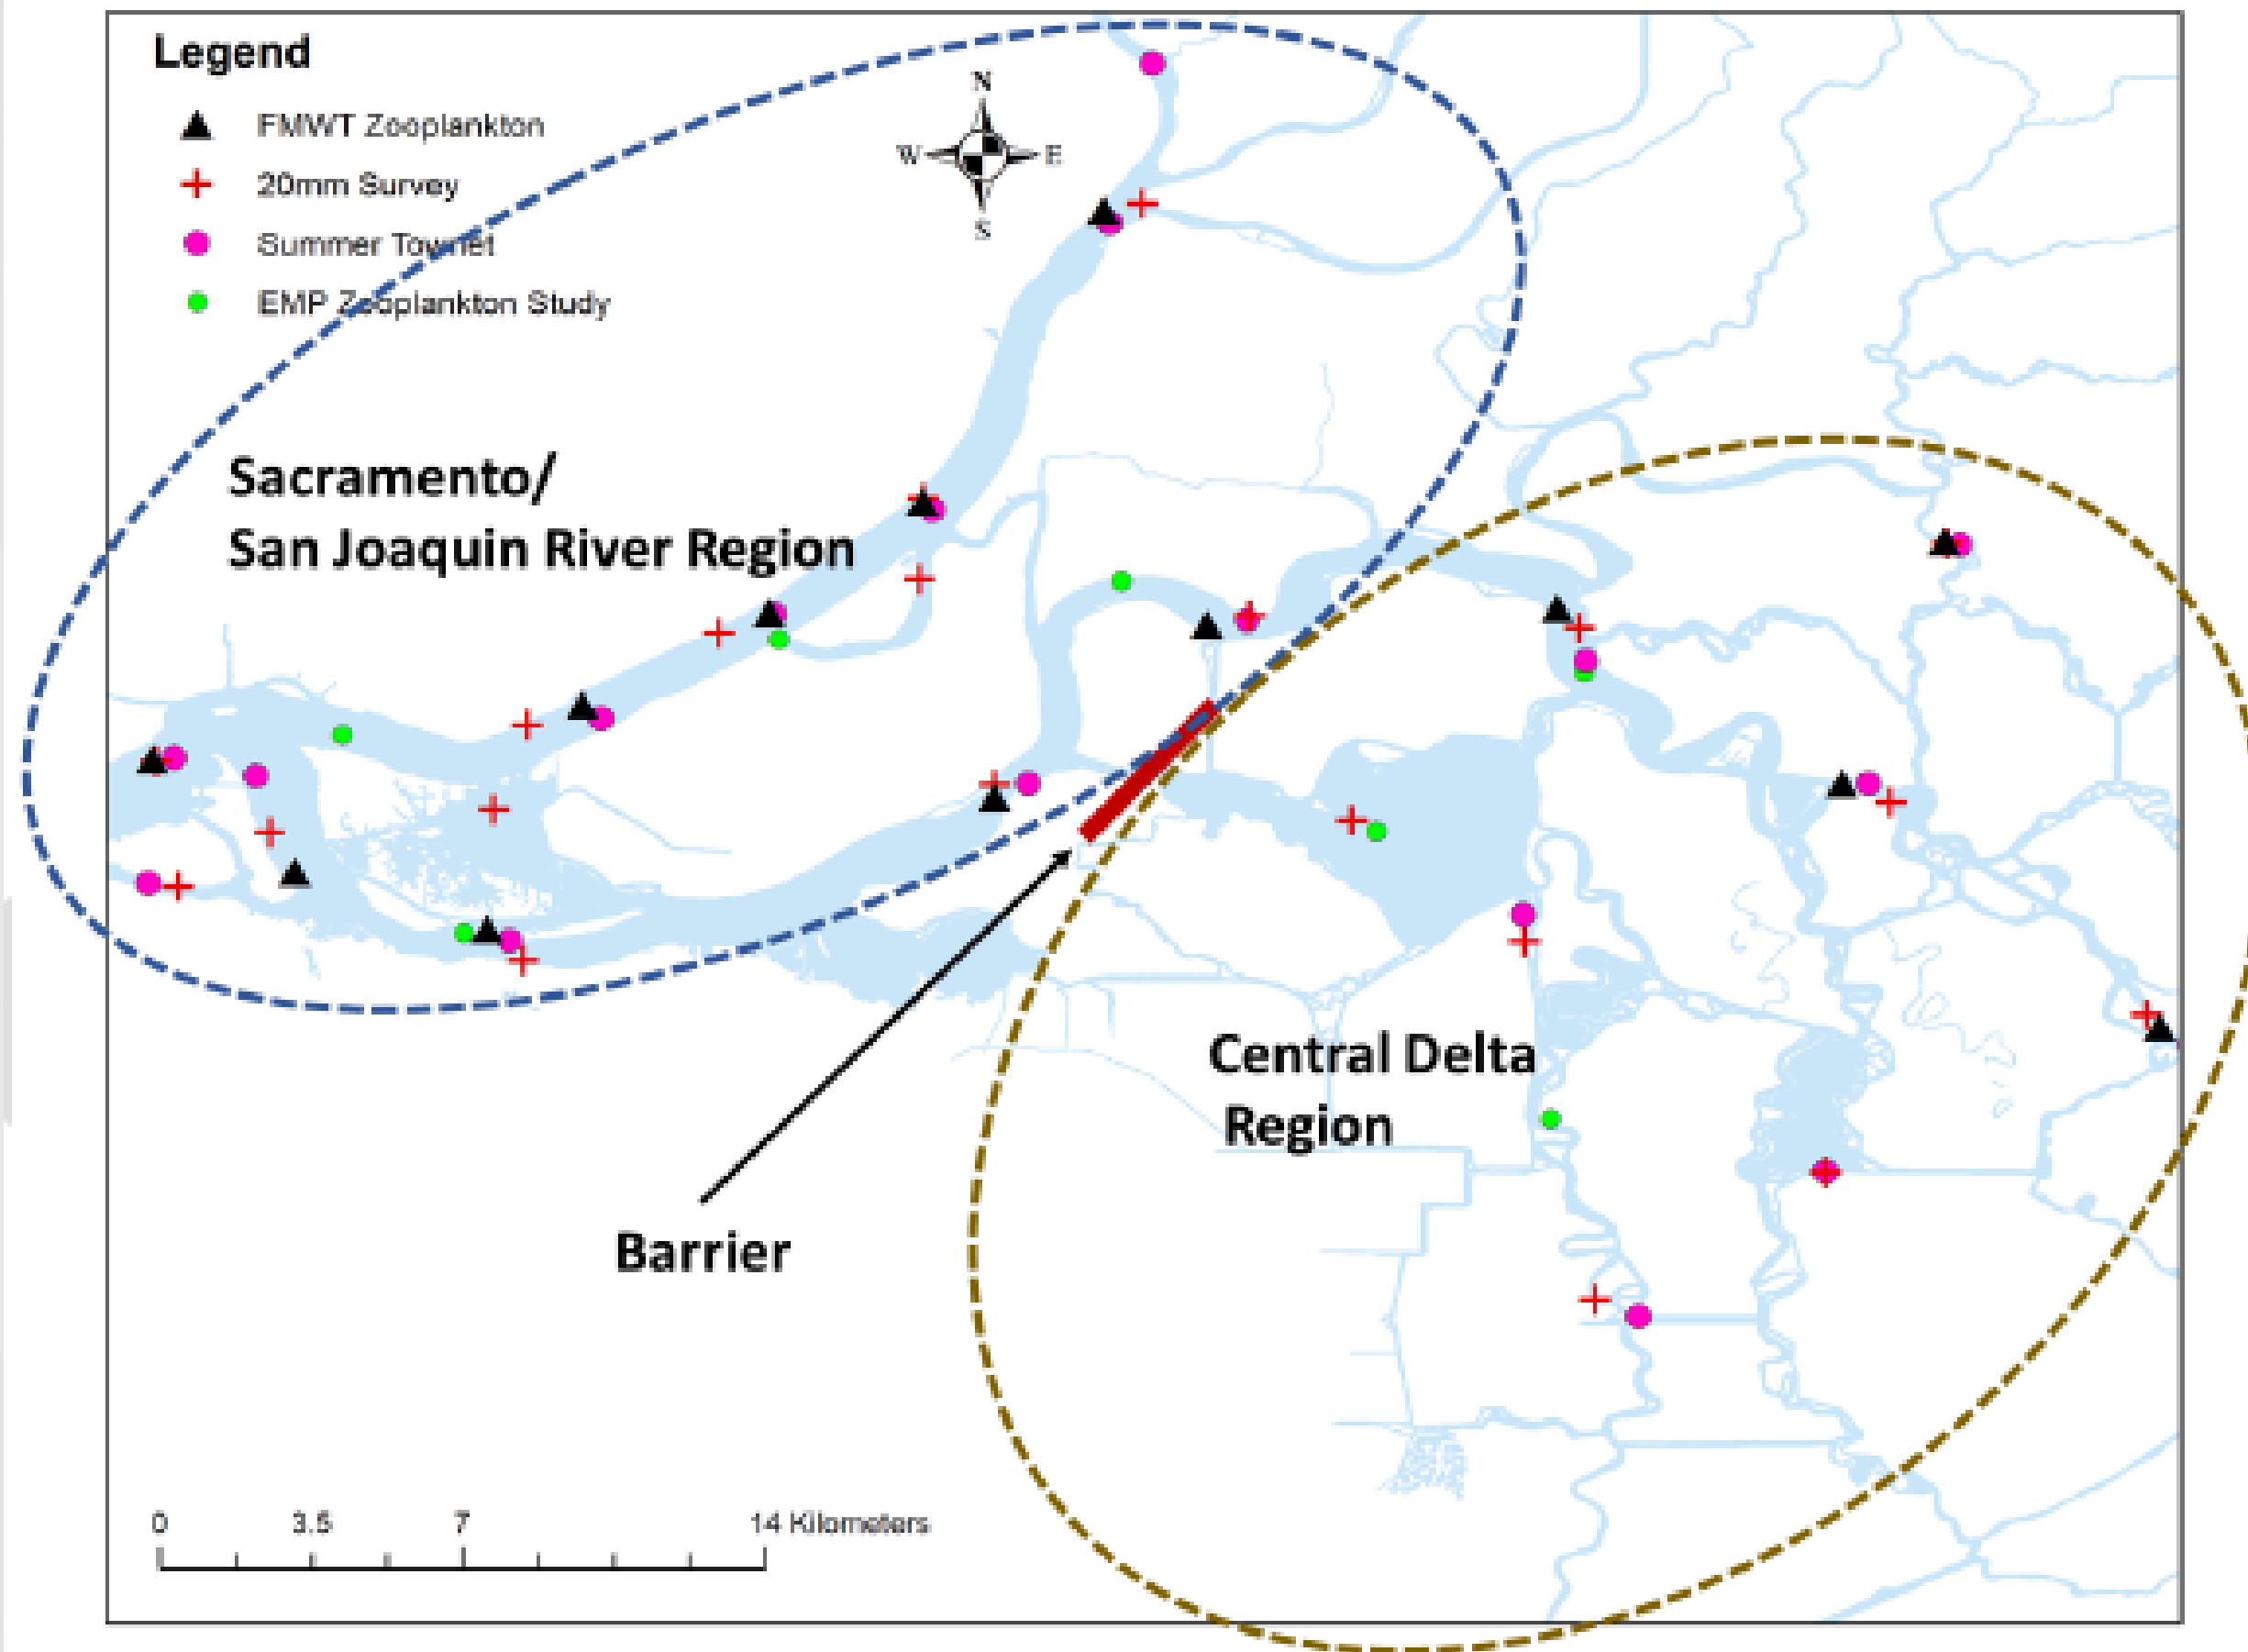 Legend
FMWT Zooplankton
20mm Survey
Summer Townet
EMP Zooplankton Study
N
W E
S
Sacramento/
San Joaquin River Region
Central Delta
Region
Barrier
0 3.5 7 14 Kilometers